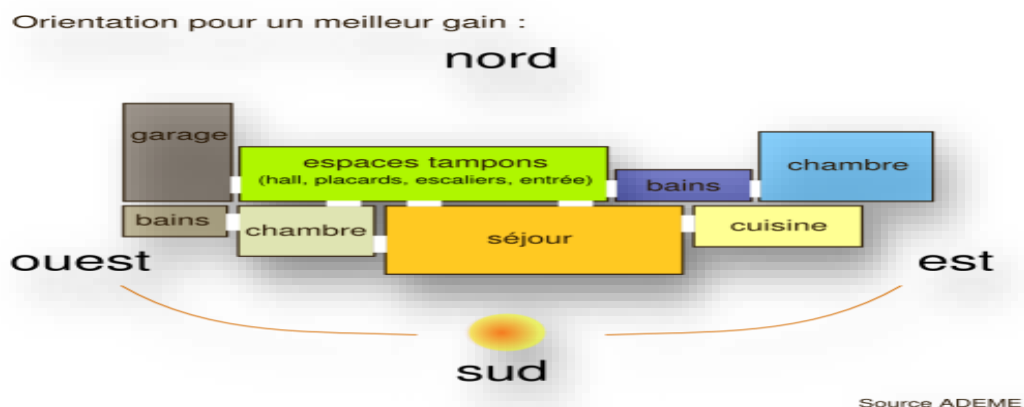 Orientation pour un meilleur gain :
nord
garage
espaces tampons
(hall, placards, escaliers, entrée)
chambre
bains
bains
chambre
séjour
cuisine
ouest
est
sud
Source ADEME